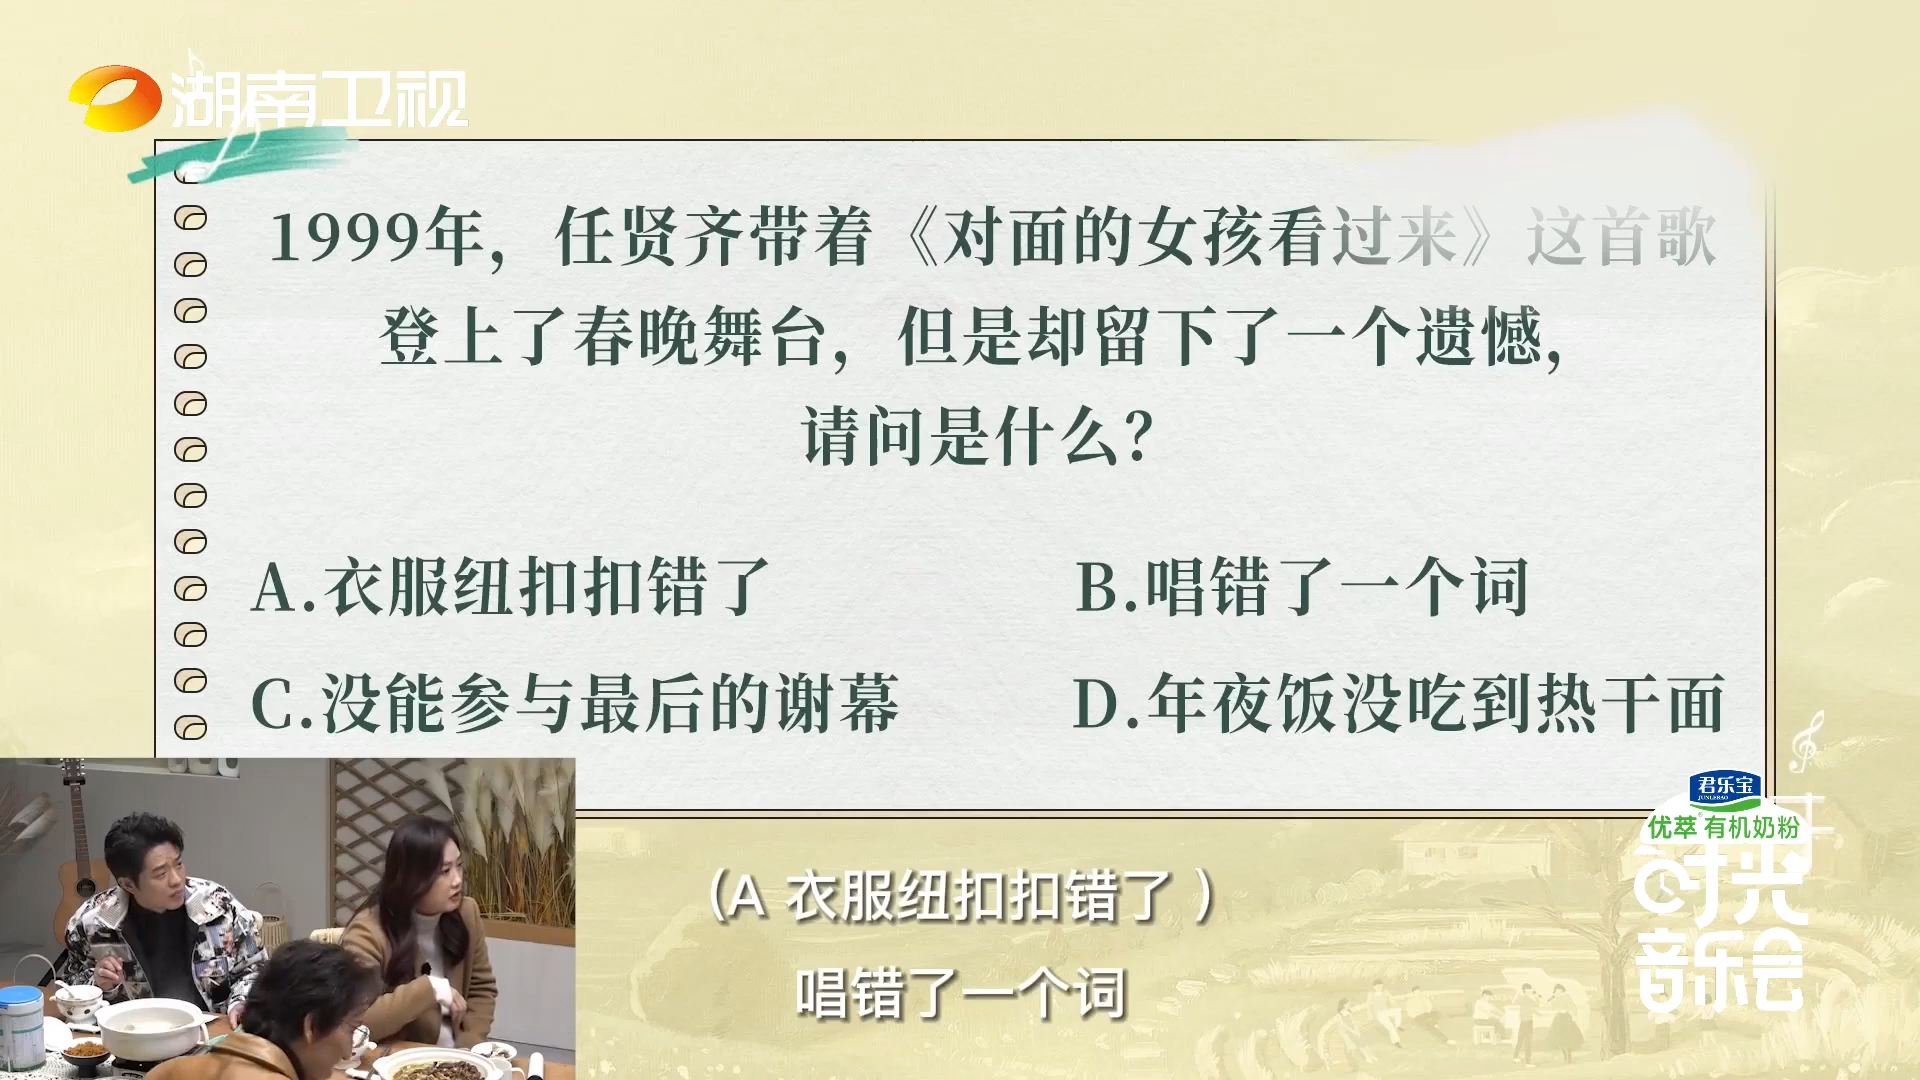 湖南卫视
1999年，任贤齐带着《对面的女孩看过来》这首歌
登上了春晚舞台，但是却留下了一个遗憾，
请问是什么？
A.衣服纽扣扣错了
B.唱错了一个词
C.没能参与最后的谢幕
D.年夜饭没吃到热干面
君乐宝
JUNLEBAO
优萃®有机奶粉
时光
音乐会
（A 衣服纽扣扣错了 ）
唱错了一个词